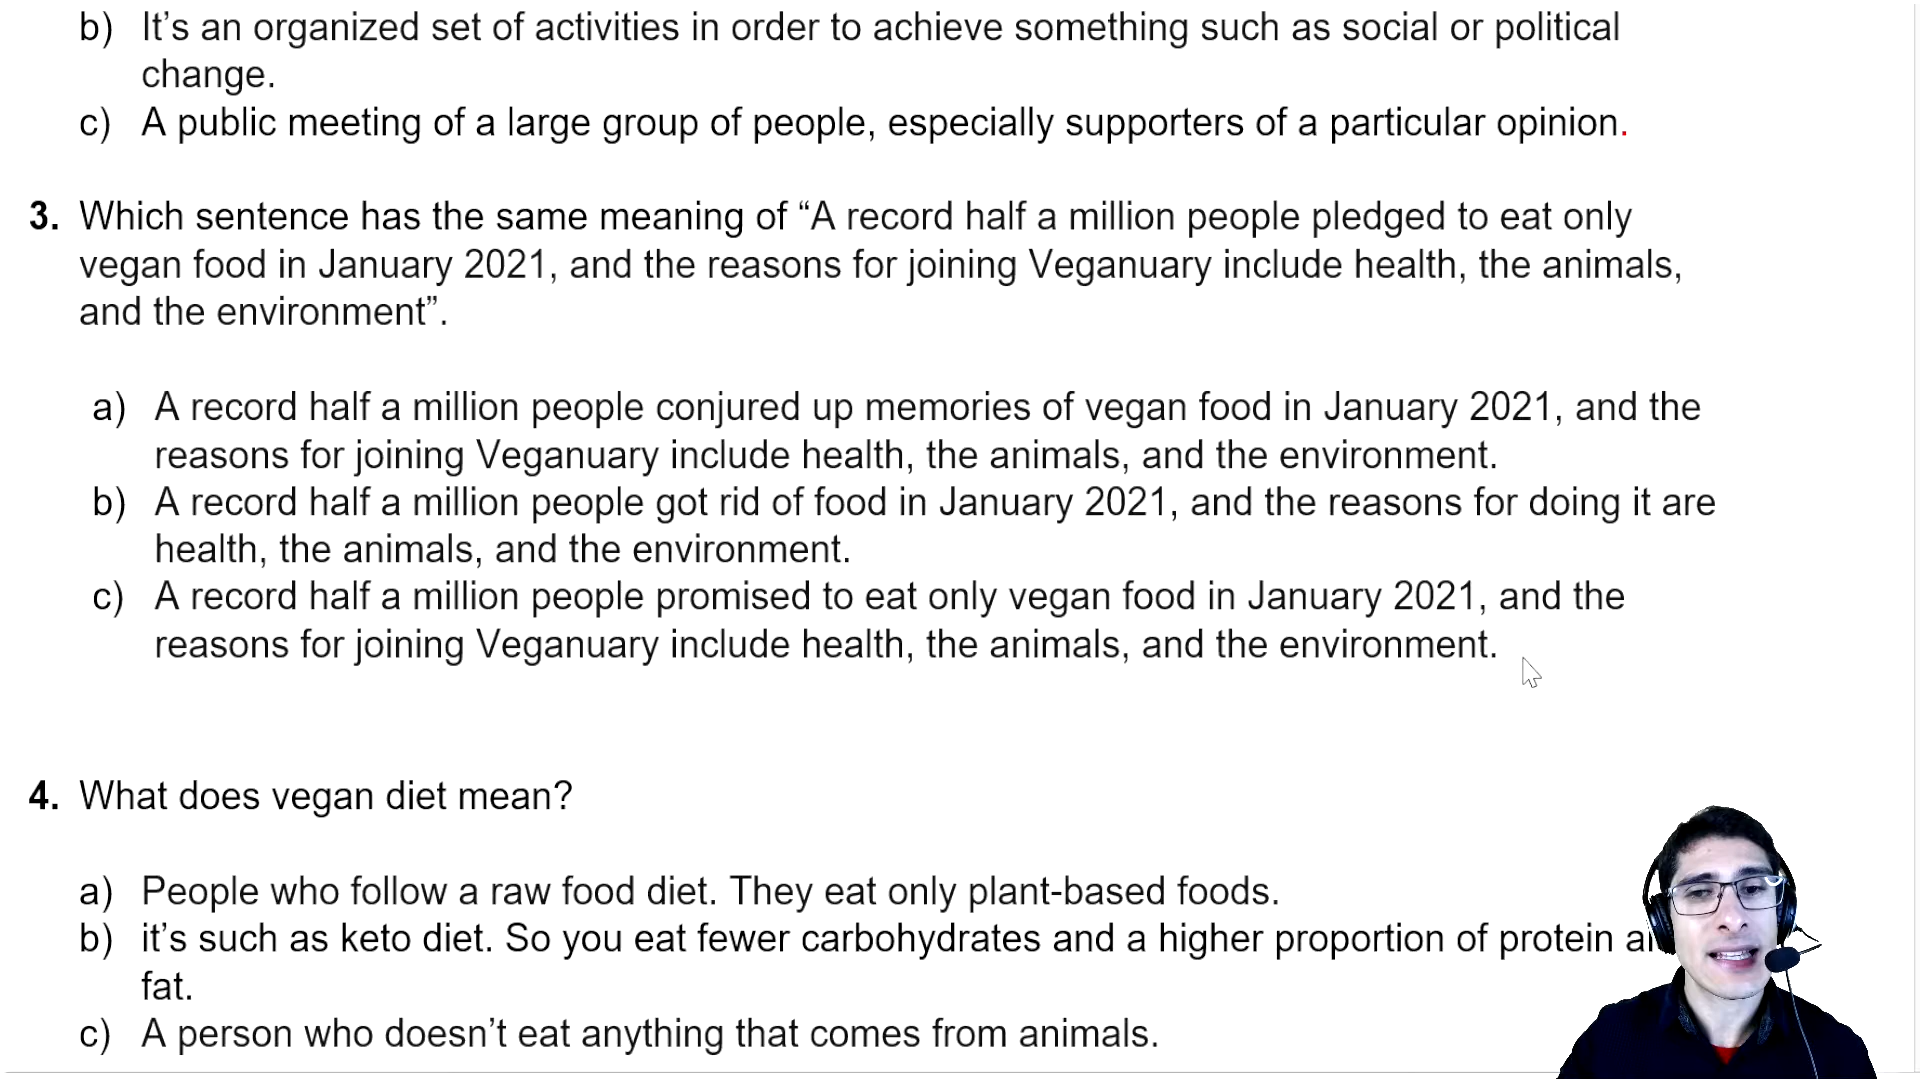 b) It’s an organized set of activities in order to achieve something such as social or political
change.
c) A public meeting of a large group of people, especially supporters of a particular opinion.
3. Which sentence has the same meaning of “A record half a million people pledged to eat only
vegan food in January 2021, and the reasons for joining Veganuary include health, the animals,
and the environment”.
a) A record half a million people conjured up memories of vegan food in January 2021, and the
reasons for joining Veganuary include health, the animals, and the environment.
b) A record half a million people got rid of food in January 2021, and the reasons for doing it are
health, the animals, and the environment.
c) A record half a million people promised to eat only vegan food in January 2021, and the
reasons for joining Veganuary include health, the animals, and the environment.
4. What does vegan diet mean?
a) People who follow a raw food diet. They eat only plant-based foods.
b) it’s such as keto diet. So you eat fewer carbohydrates and a higher proportion of protein
fat.
c) A person who doesn’t eat anything that comes from animals.